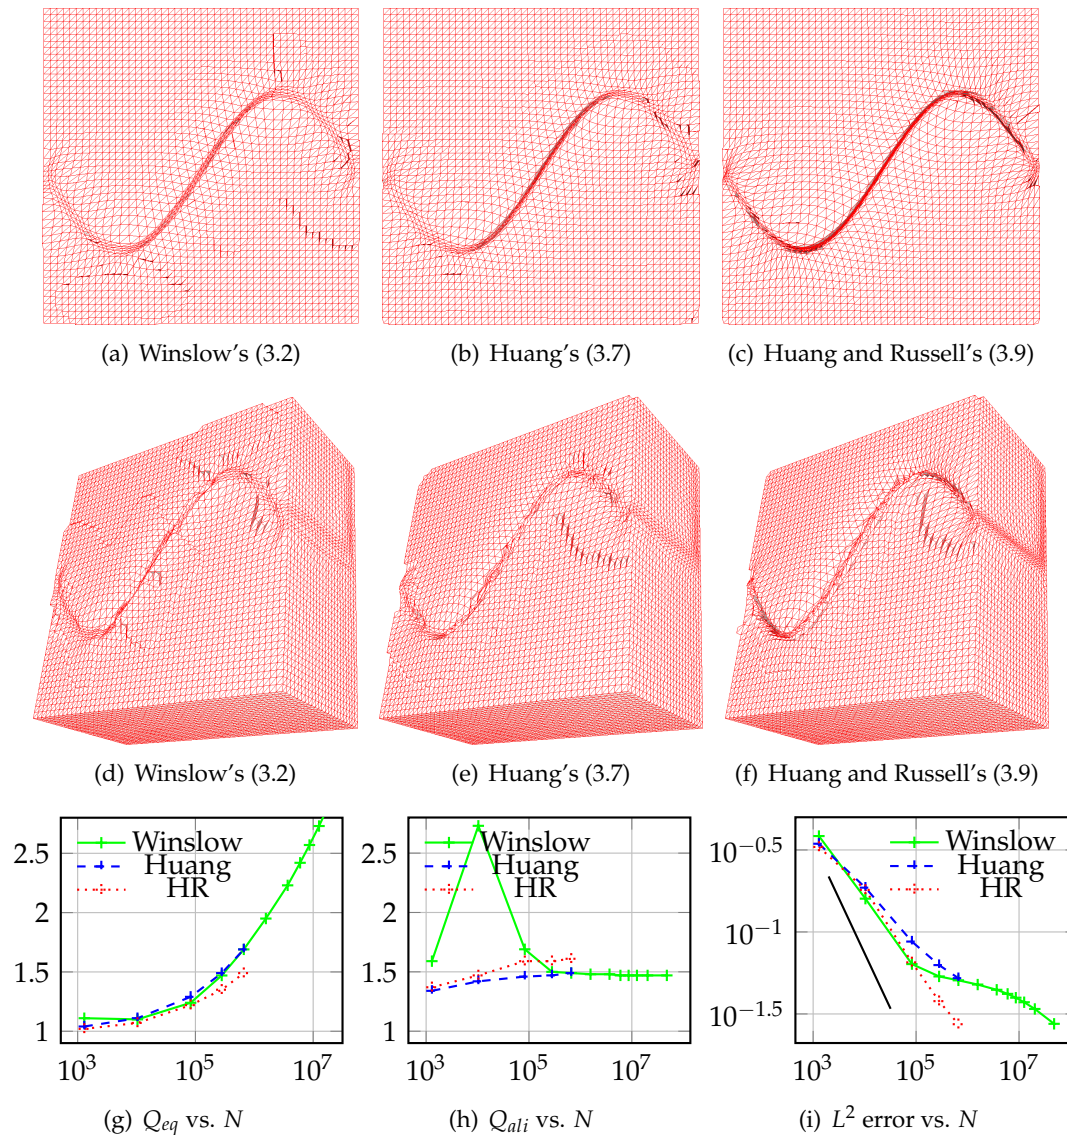 (a) Winslow's (3.2)
(b) Huang's (3.7)
(c) Huang and Russell's (3.9)
(d) Winslow's (3.2)
(e) Huang's (3.7)
(f) Huang and Russell's (3.9)
Winslow
Huang
HR
2.5
2
1.5
1
10^3
10^5
10^7
(g) Q_eq vs. N
Winslow
Huang
HR
2.5
2
1.5
1
10^3
10^5
10^7
(h) Q_ali vs. N
Winslow
Huang
HR
10^−0.5
10^−1
10^−1.5
10^3
10^5
10^7
(i) L^2 error vs. N